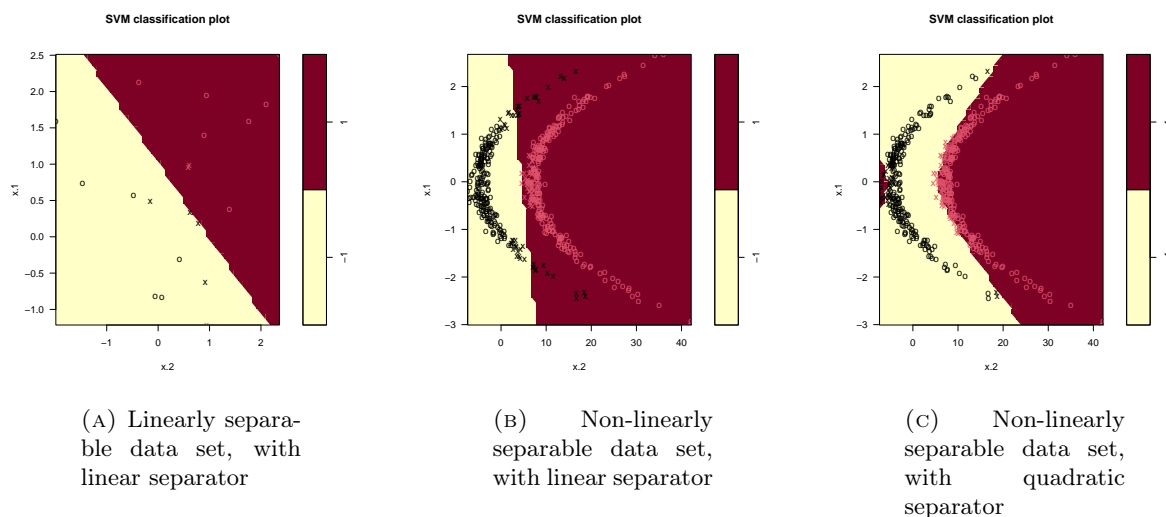 SVM classification plot
2.5
2.0
1.5
1.0
0.5
0.0
−0.5
−1.0
x.1
−1
0
1
2
x.2
1
−1
SVM classification plot
2
1
0
−1
−2
−3
x.1
0
10
20
30
40
x.2
1
−1
SVM classification plot
2
1
0
−1
−2
−3
x.1
0
10
20
30
40
x.2
1
−1
(A) Linearly separa-
ble data set, with
linear separator
(B) Non-linearly
separable data set,
with linear separator
(C) Non-linearly
separable data set,
with quadratic
separator